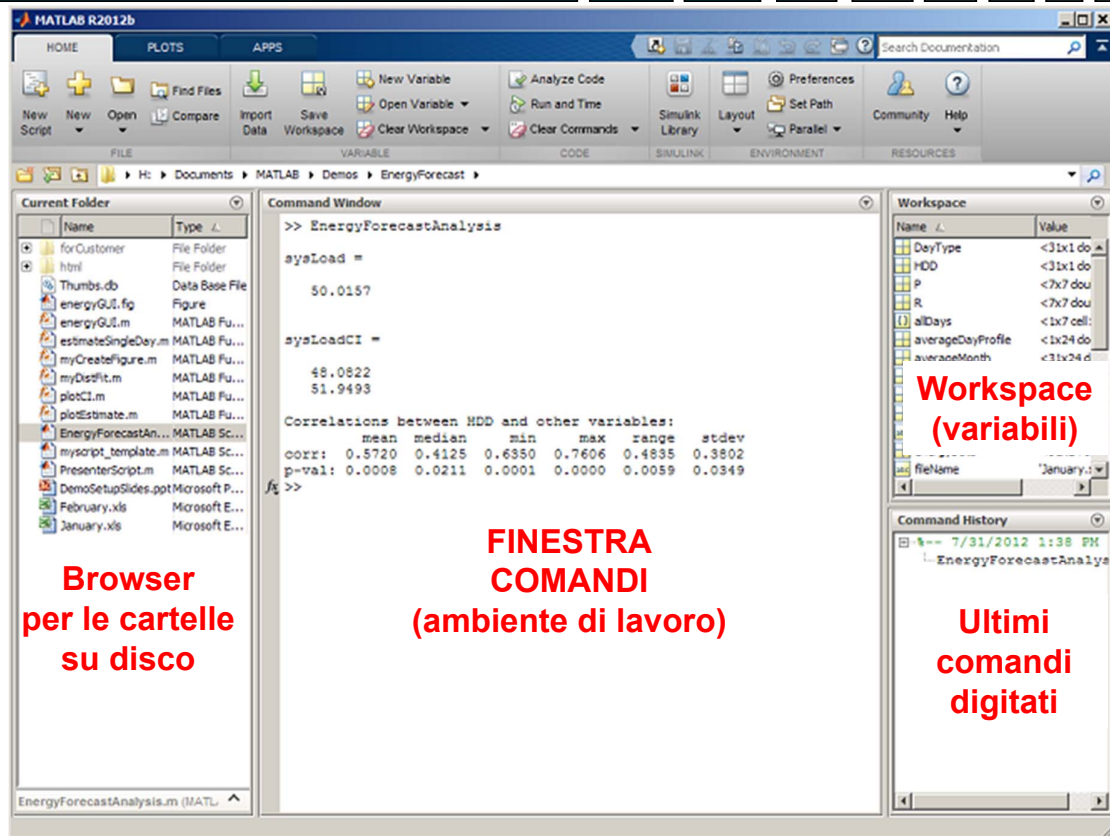 MATLAB R2012b
HOME PLOTS APPS
Search Documentation
New Script
New
Open
Find Files
Compare
FILE
Import Data
Save Workspace
New Variable
Open Variable
Clear Workspace
VARIABLE
Analyze Code
Run and Time
Clear Commands
CODE
Simulink Library
SIMULINK
Layout
Preferences
Set Path
Parallel
ENVIRONMENT
Community
Help
RESOURCES
H: Documents MATLAB Demos EnergyForecast
Current Folder
Name Type
forCustomer File Folder
html File Folder
Thumbs.db Data Base File
energyGUI.fig Figure
energyGUI.m MATLAB Fu...
estimateSingleDay.m MATLAB Fu...
myCreateFigure.m MATLAB Fu...
myDistFit.m MATLAB Fu...
plotCI.m MATLAB Fu...
plotEstimate.m MATLAB Fu...
EnergyForecastAn... MATLAB Sc...
myscript_template.m MATLAB Sc...
PresenterScript.m MATLAB Sc...
DemoSetupSlides.ppt Microsoft P...
February.xls Microsoft E...
January.xls Microsoft E...
Browser
per le cartelle
su disco
EnergyForecastAnalysis.m (MATL
Command Window
>> EnergyForecastAnalysis
sysLoad =
50.0157
sysLoadCI =
48.0822
51.9493
Correlations between HDD and other variables:
mean median min max range stdev
corr: 0.5720 0.4125 0.6350 0.7606 0.4835 0.3802
p-val: 0.0008 0.0211 0.0001 0.0000 0.0059 0.0349
fx >>
FINESTRA
COMANDI
(ambiente di lavoro)
Workspace
Name Value
DayType <31x1 do
HDD <31x1 do
P <7x7 dou
R <7x7 dou
allDays <1x7 cell:
averageDayProfile <1x24 do
averageMonth <31x24 d
Workspace
(variabili)
fileName 'January.:
Command History
%-- 7/31/2012 1:38 PM
EnergyForecastAnalys
Ultimi
comandi
digitati